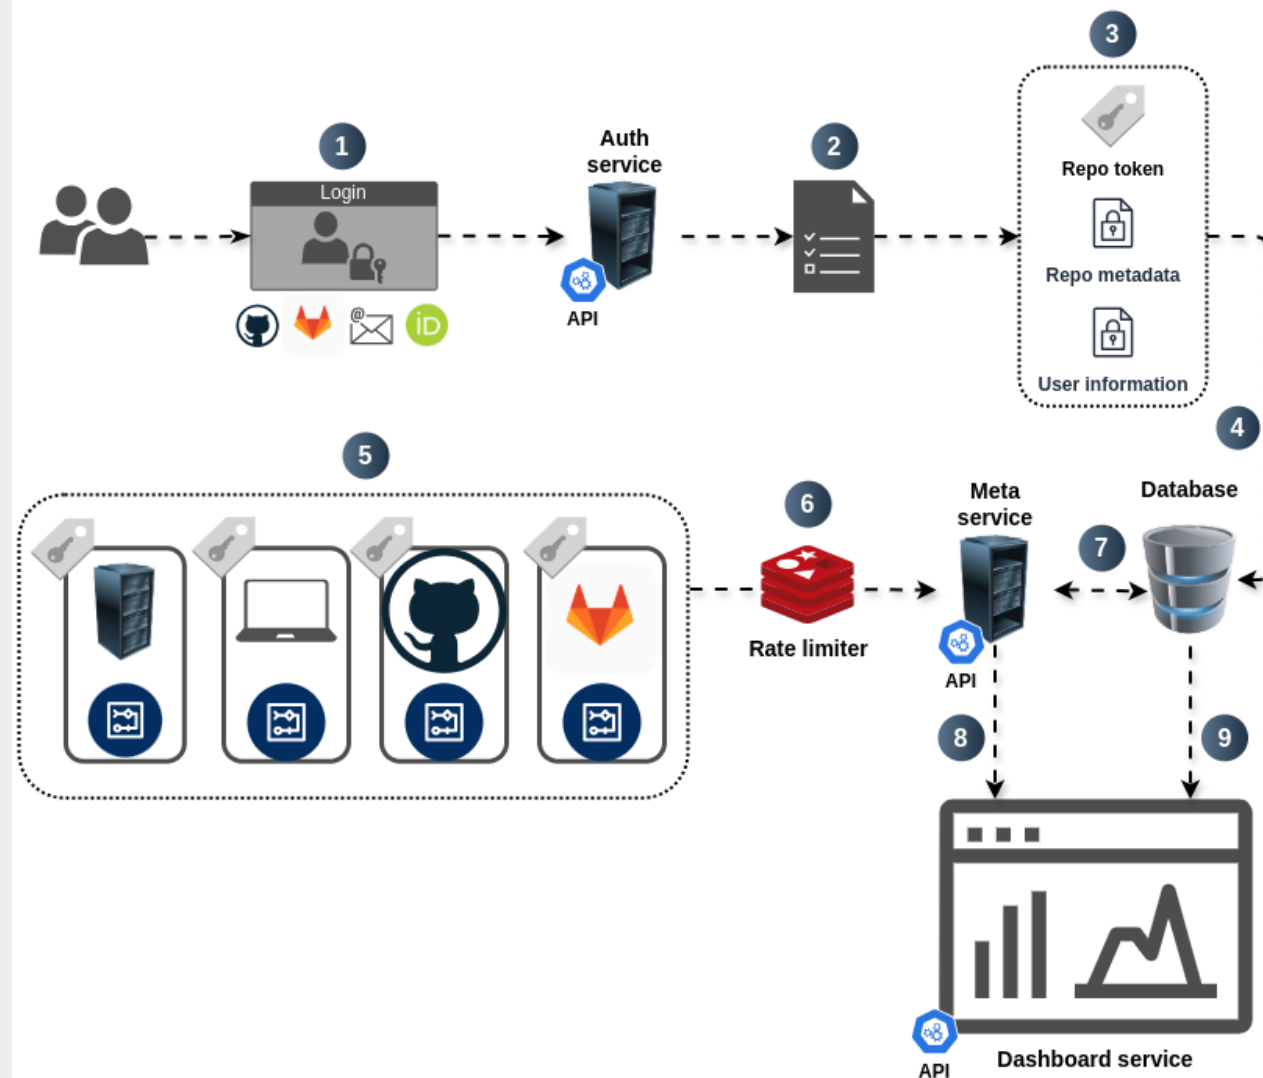 3
1
Auth
service
2
Login
Repo token
Repo metadata
@
iD
API
User information
4
5
6
Meta
service
Database
7
Rate limiter
API
8
9
Dashboard service
API